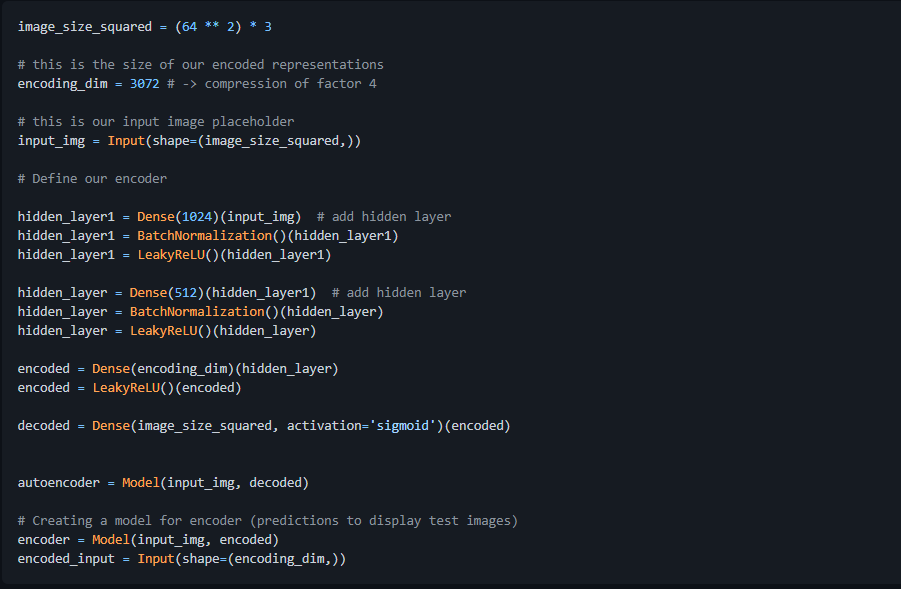 image_size_squared = (64 ** 2) * 3
# this is the size of our encoded representations
encoding_dim = 3072 # -> compression of factor 4
# this is our input image placeholder
input_img = Input(shape=(image_size_squared,))
# Define our encoder
hidden_layer1 = Dense(1024)(input_img)  # add hidden layer
hidden_layer1 = BatchNormalization()(hidden_layer1)
hidden_layer1 = LeakyReLU()(hidden_layer1)
hidden_layer = Dense(512)(hidden_layer1)  # add hidden layer
hidden_layer = BatchNormalization()(hidden_layer)
hidden_layer = LeakyReLU()(hidden_layer)
encoded = Dense(encoding_dim)(hidden_layer)
encoded = LeakyReLU()(encoded)
decoded = Dense(image_size_squared, activation='sigmoid')(encoded)
autoencoder = Model(input_img, decoded)
# Creating a model for encoder (predictions to display test images)
encoder = Model(input_img, encoded)
encoded_input = Input(shape=(encoding_dim,))